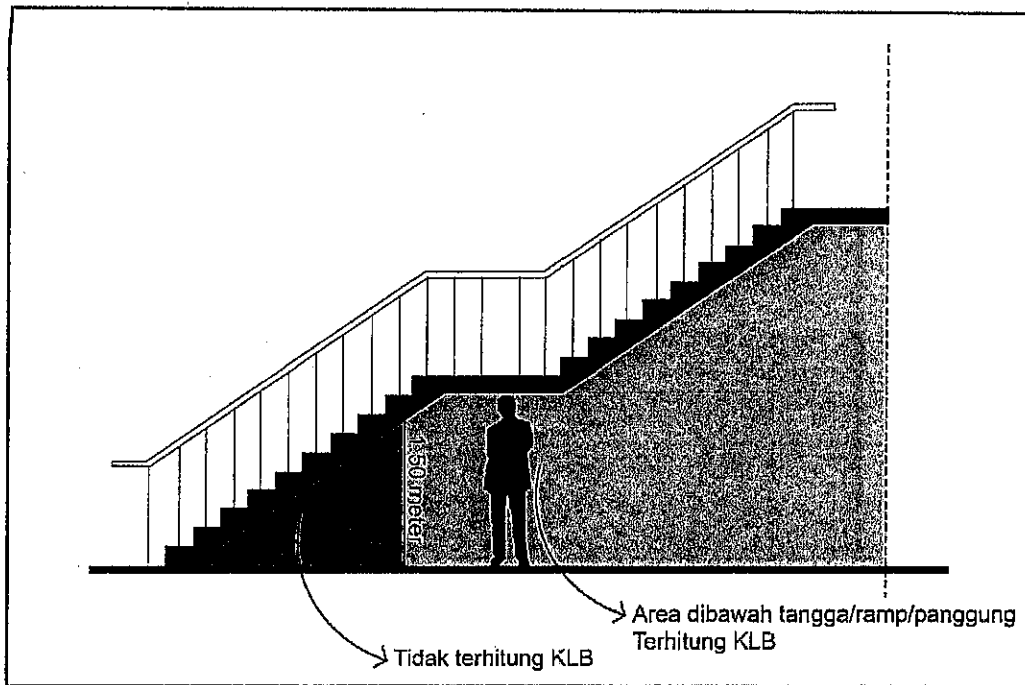 1.50 meter
Area dibawah tangga/ramp/panggung
Terhitung KLB
Tidak terhitung KLB